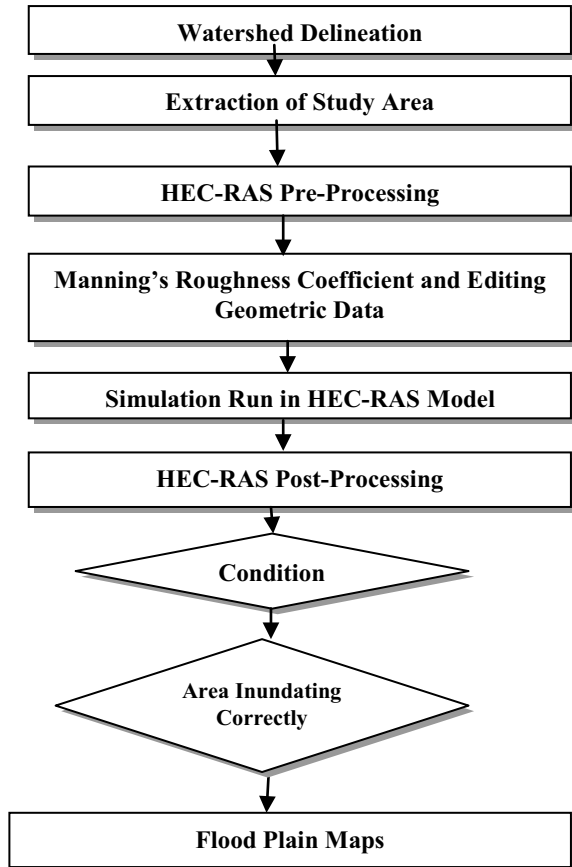 Watershed Delineation
Extraction of Study Area
HEC-RAS Pre-Processing
Manning's Roughness Coefficient and Editing
Geometric Data
Simulation Run in HEC-RAS Model
HEC-RAS Post-Processing
Condition
Area Inundating
Correctly
Flood Plain Maps